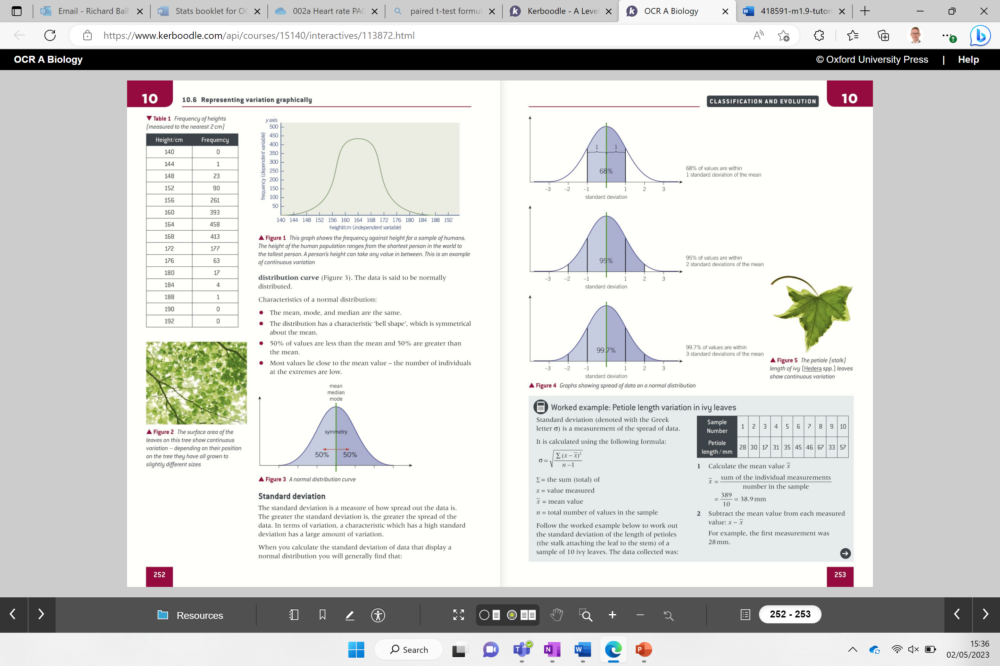 Email - Richard Ball
Stats booklet for OC
002a Heart rate PAG
paired t-test formul
Kerboodle - A Level
OCR A Biology
418591-m1.9-tutori
https://www.kerboodle.com/api/courses/15140/interactives/113872.html
OCR A Biology
© Oxford University Press | Help
10
10.6 Representing variation graphically
▼ Table 1 Frequency of heights
(measured to the nearest 2 cm)
Height/cm Frequency
140 0
144 1
148 23
152 90
156 261
160 393
164 458
168 413
172 177
176 63
180 17
184 4
188 1
190 0
192 0
▲ Figure 2 The surface area of the
leaves on this tree show continuous
variation – depending on their position
on the tree they have all grown to
slightly different sizes
y axis
500
450
400
350
300
250
200
150
100
50
frequency (dependent variable)
140 144 148 152 156 160 164 168 172 176 180 184 188 192
height/cm (independent variable)
▲ Figure 1 This graph shows the frequency against height for a sample of humans.
The height of the human population ranges from the shortest person in the world to
the tallest person. A person's height can take any value in between. This is an example
of continuous variation
distribution curve (Figure 3). The data is said to be normally
distributed.
Characteristics of a normal distribution:
● The mean, mode, and median are the same.
● The distribution has a characteristic ‘bell shape’, which is symmetrical
about the mean.
● 50% of values are less than the mean and 50% are greater than
the mean.
● Most values lie close to the mean value – the number of individuals
at the extremes are low.
mean
median
mode
symmetry
50% 50%
▲ Figure 3 A normal distribution curve
Standard deviation
The standard deviation is a measure of how spread out the data is.
The greater the standard deviation is, the greater the spread of the
data. In terms of variation, a characteristic which has a high standard
deviation has a large amount of variation.
When you calculate the standard deviation of data that display a
normal distribution you will generally find that:
252
CLASSIFICATION AND EVOLUTION
10
1 1
68%
–3 –2 –1 1 2 3
standard deviation
68% of values are within
1 standard deviation of the mean
95%
–3 –2 –1 1 2 3
standard deviation
95% of values are within
2 standard deviations of the mean
99.7%
–3 –2 –1 1 2 3
standard deviation
99.7% of values are within
3 standard deviations of the mean
▲ Figure 4 Graphs showing spread of data on a normal distribution
▲ Figure 5 The petiole (stalk)
length of ivy (Hedera spp.) leaves
show continuous variation
Worked example: Petiole length variation in ivy leaves
Standard deviation (denoted with the Greek
letter σ) is a measurement of the spread of data.
It is calculated using the following formula:
σ = √(Σ(x – x̄)² / n – 1)
Σ = the sum (total) of
x = value measured
x̄ = mean value
n = total number of values in the sample
Follow the worked example below to work out
the standard deviation of the length of petioles
(the stalk attaching the leaf to the stem) of a
sample of 10 ivy leaves. The data collected was:
Sample
Number 1 2 3 4 5 6 7 8 9 10
Petiole
length / mm 28 30 17 31 35 45 46 67 33 57
1 Calculate the mean value x̄
x̄ = sum of the individual measurements
number in the sample
= 389/10 = 38.9 mm
2 Subtract the mean value from each measured
value: x – x̄
For example, the first measurement was
28 mm.
253
Resources
252 - 253
Search
15:36
02/05/2023